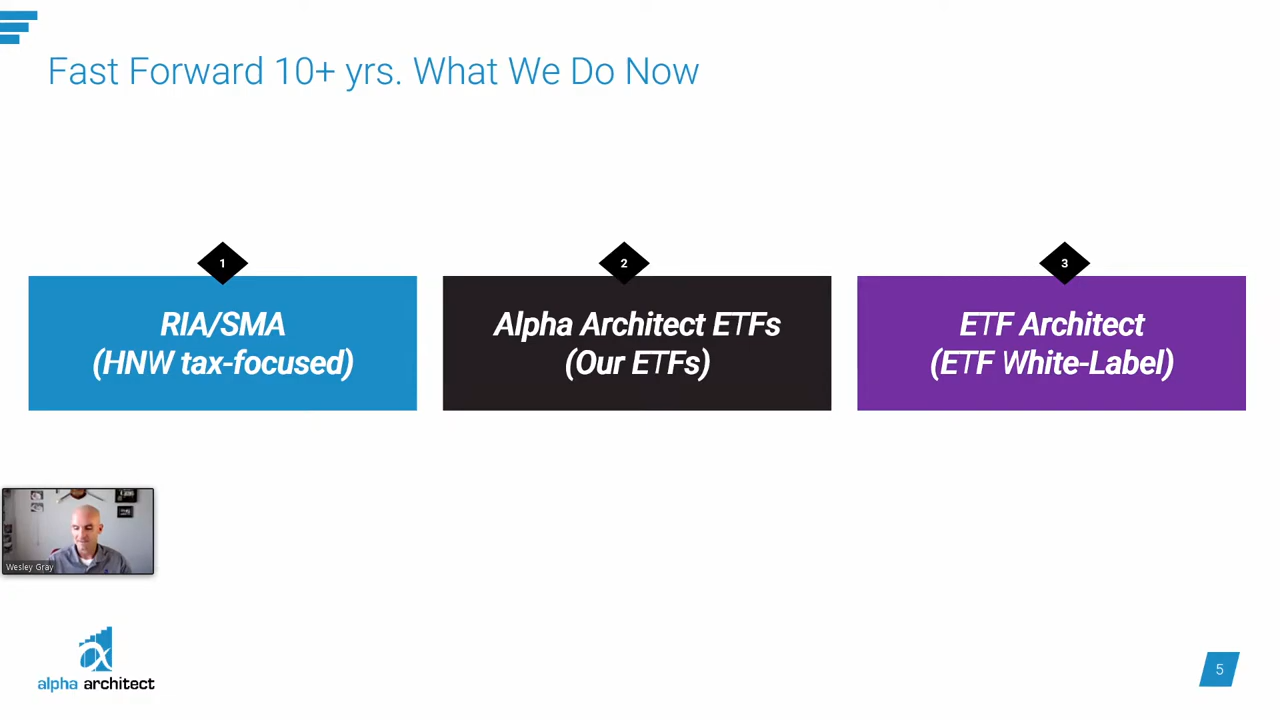 Fast Forward 10+ yrs. What We Do Now
1
RIA/SMA
(HNW tax-focused)
2
Alpha Architect ETFs
(Our ETFs)
3
ETF Architect
(ETF White-Label)
Wesley Gray
alpha architect
5